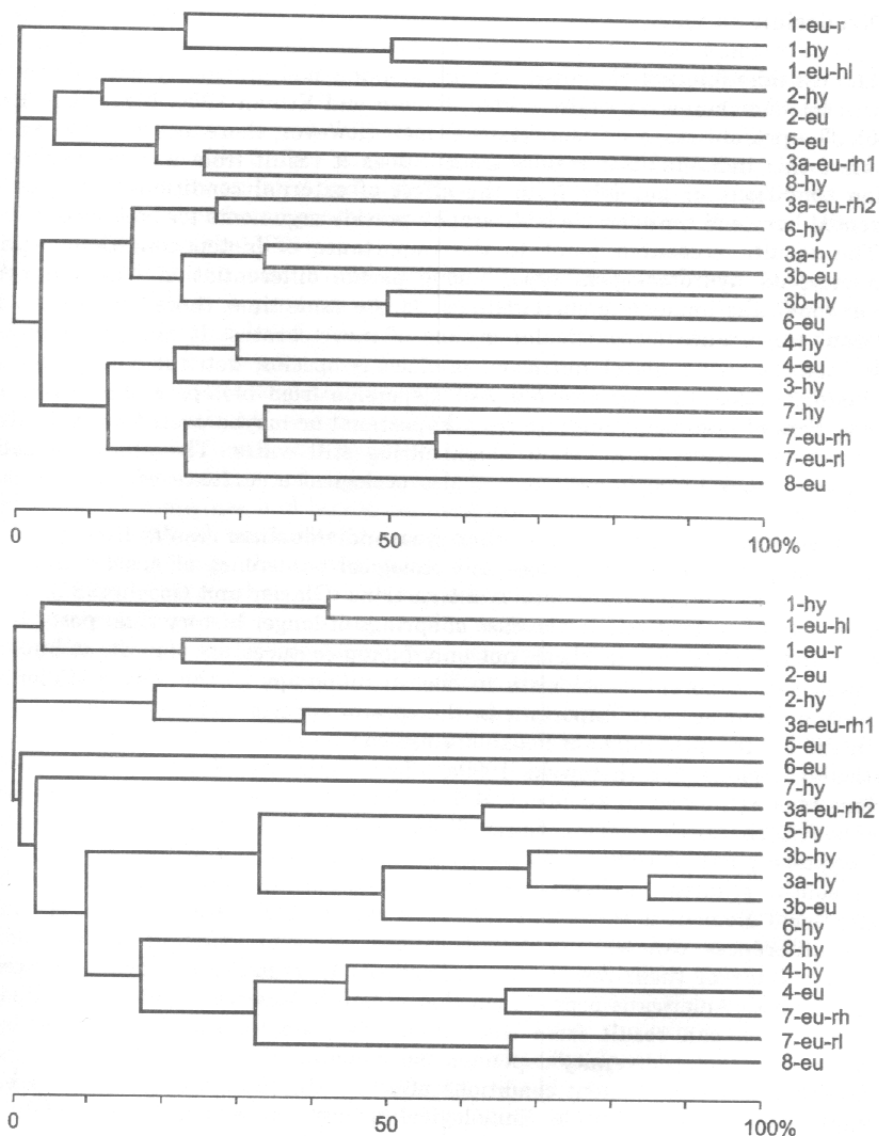 1-eu-r
1-hy
1-eu-hl
2-hy
2-eu
5-eu
3a-eu-rh1
8-hy
3a-eu-rh2
6-hy
3a-hy
3b-eu
3b-hy
6-eu
4-hy
4-eu
3-hy
7-hy
7-eu-rh
7-eu-rl
8-eu
0 50 100%
1-hy
1-eu-hl
1-eu-r
2-eu
2-hy
3a-eu-rh1
5-eu
6-eu
7-hy
3a-eu-rh2
5-hy
3b-hy
3a-hy
3b-eu
6-hy
8-hy
4-hy
4-eu
7-eu-rh
7-eu-rl
8-eu
0 50 100%